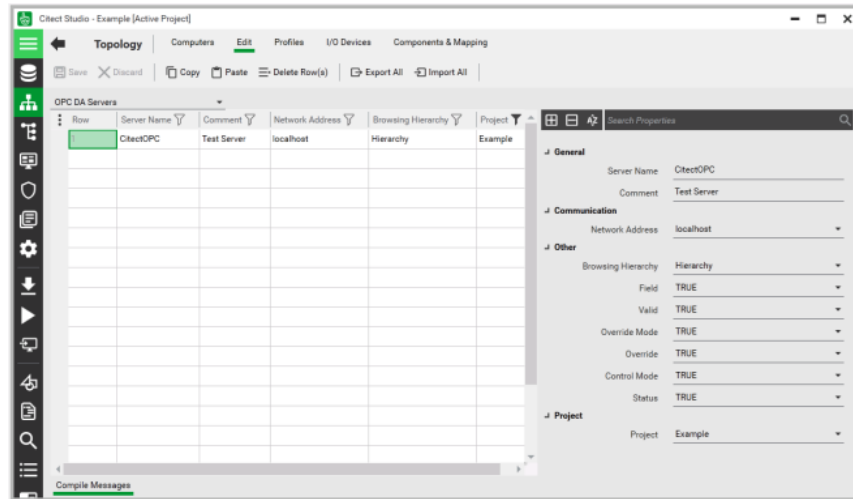 Citect Studio - Example [Active Project]
Topology Computers Edit Profiles I/O Devices Components & Mapping
Save Discard Copy Paste Delete Row(s) Export All Import All
OPC DA Servers
Row Server Name Comment Network Address Browsing Hierarchy Project
1 CitectOPC Test Server localhost Hierarchy Example
Search Properties
General
Server Name CitectOPC
Comment Test Server
Communication
Network Address localhost
Other
Browsing Hierarchy Hierarchy
Field TRUE
Valid TRUE
Override Mode TRUE
Override TRUE
Control Mode TRUE
Status TRUE
Project
Project Example
Compile Messages